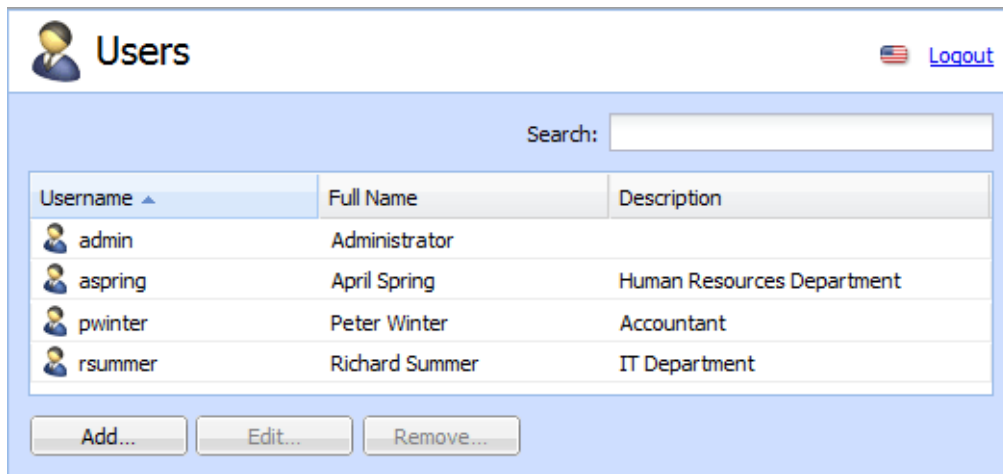 Users
Logout
Search:
Username Full Name Description
admin Administrator
aspring April Spring Human Resources Department
pwinter Peter Winter Accountant
rsummer Richard Summer IT Department
Add... Edit... Remove...